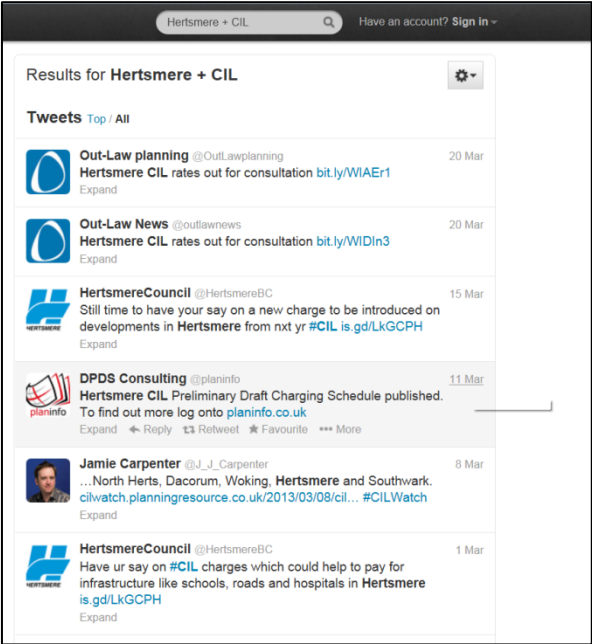 Hertsmere + CIL
Have an account? Sign in
Results for Hertsmere + CIL
Tweets Top / All
Out-Law planning @OutLawplanning 20 Mar
Hertsmere CIL rates out for consultation bit.ly/WIAEr1
Expand
Out-Law News @outlawnews 20 Mar
Hertsmere CIL rates out for consultation bit.ly/WIDIn3
Expand
HertsmereCouncil @HertsmereBC 15 Mar
Still time to have your say on a new charge to be introduced on
developments in Hertsmere from nxt yr #CIL is.gd/LkGCPH
HERTSMERE
Expand
DPDS Consulting @planinfo 11 Mar
Hertsmere CIL Preliminary Draft Charging Schedule published.
To find out more log onto planinfo.co.uk
planinfo
Expand Reply Retweet Favourite More
Jamie Carpenter @J_J_Carpenter 8 Mar
…North Herts, Dacorum, Woking, Hertsmere and Southwark.
cilwatch.planningresource.co.uk/2013/03/08/cil… #CILWatch
Expand
HertsmereCouncil @HertsmereBC 1 Mar
Have ur say on #CIL charges which could help to pay for
infrastructure like schools, roads and hospitals in Hertsmere
HERTSMERE
is.gd/LkGCPH
Expand